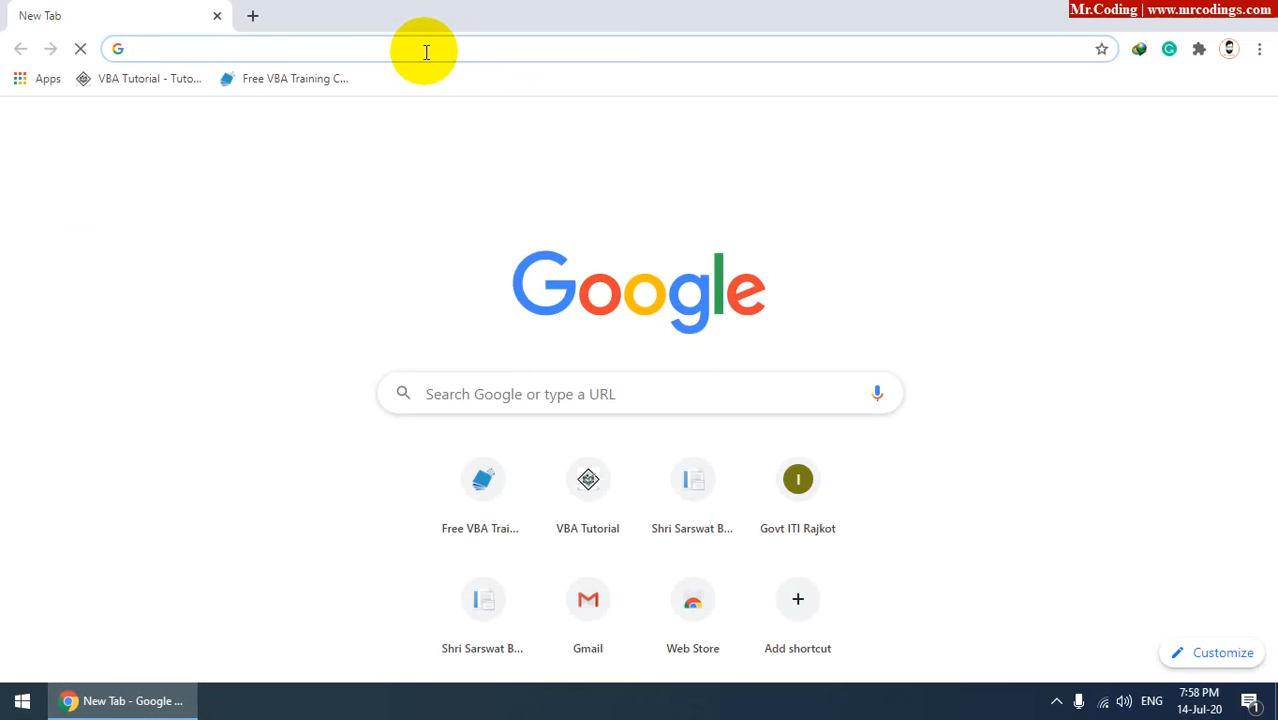 New Tab
Mr.Coding | www.mrcodings.com
Apps
VBA Tutorial - Tuto...
Free VBA Training C...
Google
Search Google or type a URL
Free VBA Trai...
VBA Tutorial
Shri Sarswat B...
I
Govt ITI Rajkot
Shri Sarswat B...
Gmail
Web Store
Add shortcut
Customize
New Tab - Google ...
ENG
7:58 PM
14-Jul-20
1